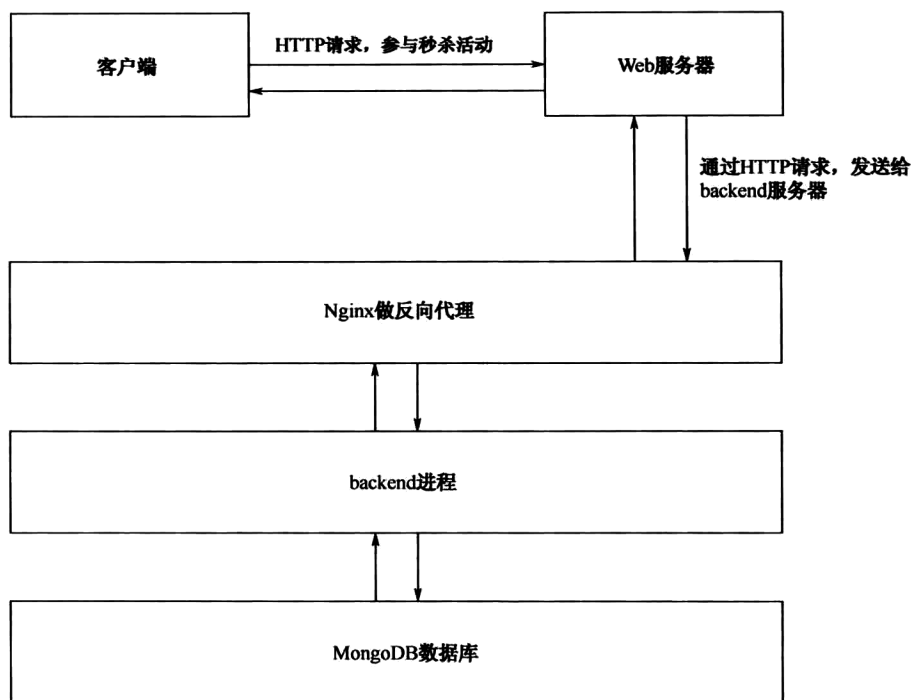 HTTP请求，参与秒杀活动
客户端
Web服务器
通过HTTP请求，发送给
backend服务器
Nginx做反向代理
backend进程
MongoDB数据库